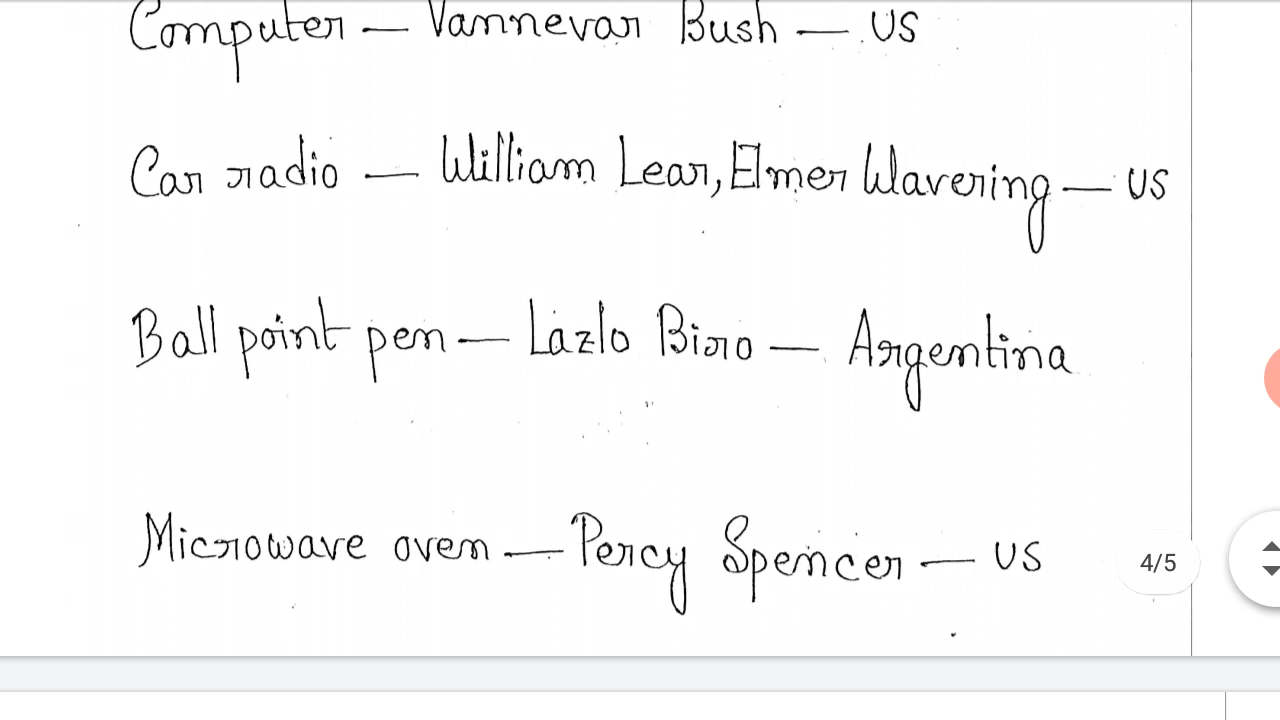 Computer — Vannevar Bush — US
Car radio — William Lear, Elmer Wavering — US
Ball point pen — Lazlo Biro — Argentina
Microwave oven — Percy Spencer — US
4/5